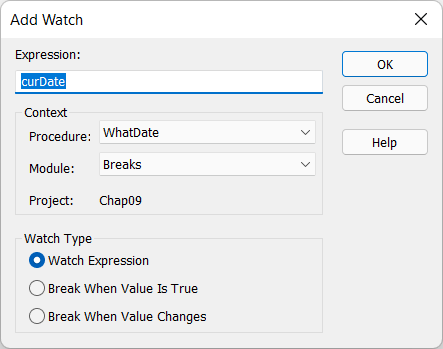 Add Watch
Expression:
curDate
OK
Cancel
Help
Context
Procedure: WhatDate
Module: Breaks
Project: Chap09
Watch Type
Watch Expression
Break When Value Is True
Break When Value Changes